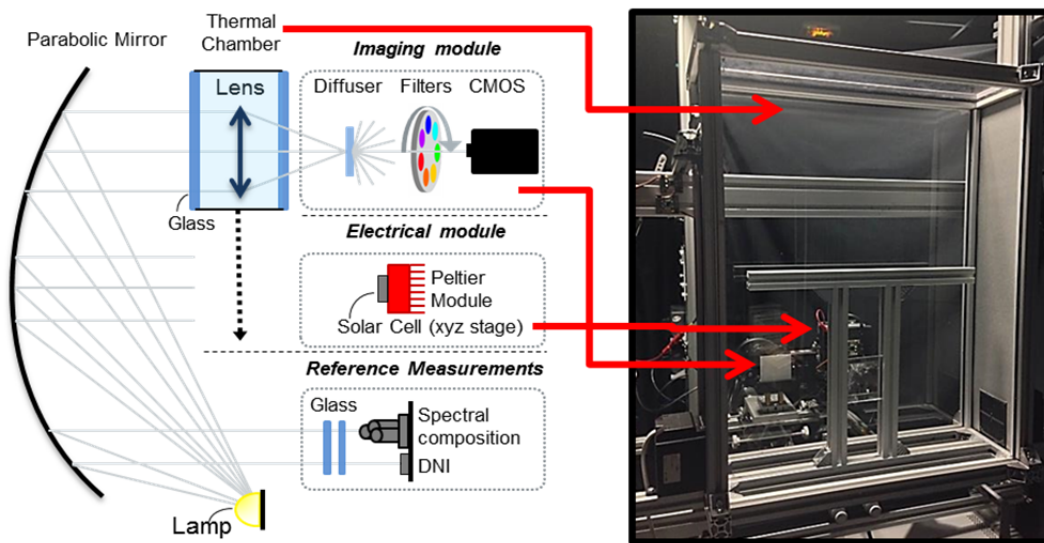 Parabolic Mirror
Thermal
Chamber
Lens
Glass
Imaging module
Diffuser
Filters
CMOS
Electrical module
Peltier
Module
Solar Cell (xyz stage)
Reference Measurements
Glass
Spectral
composition
DNI
Lamp